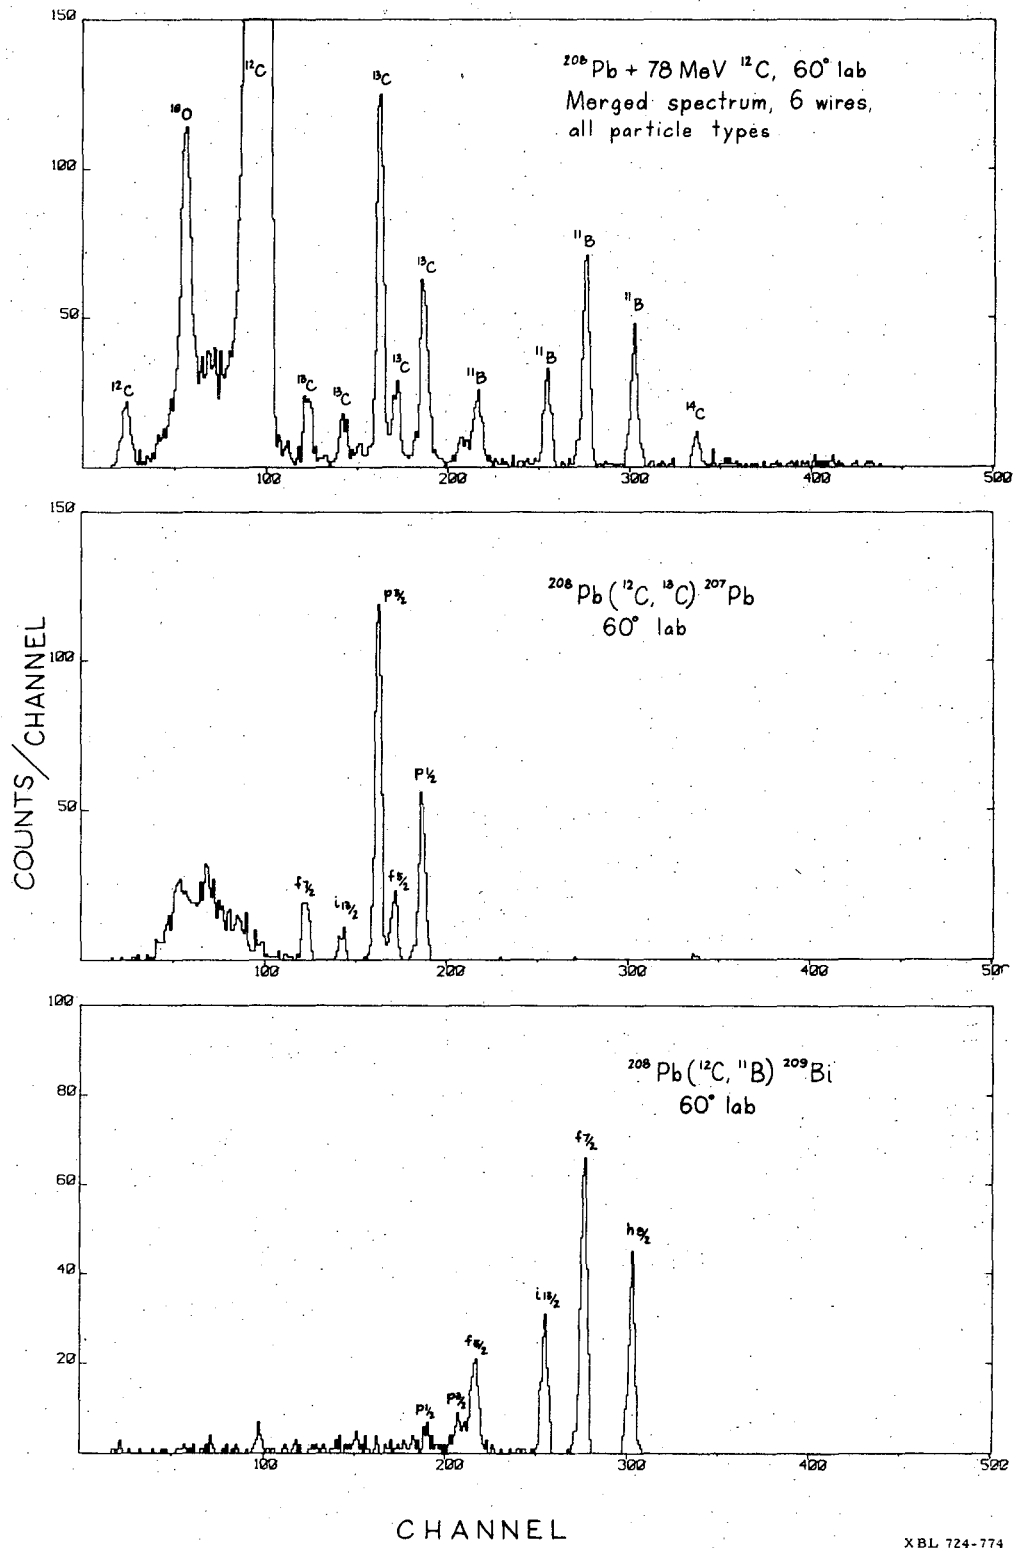 150
100
50
²⁰⁸Pb + 78 MeV ¹²C, 60° lab
Merged spectrum, 6 wires,
all particle types
¹²C
¹⁶O
¹²C
¹³C
¹³C
¹³C
¹³C
¹³C
¹¹B
¹¹B
¹¹B
¹¹B
¹⁴C
100
200
300
400
500
150
100
50
²⁰⁸Pb(¹²C, ¹³C)²⁰⁷Pb
60° lab
f7/2
i13/2
p3/2
f5/2
p1/2
100
200
300
400
50
COUNTS/CHANNEL
100
80
60
40
20
²⁰⁸Pb(¹²C, ¹¹B)²⁰⁹Bi
60° lab
p1/2
p3/2
f5/2
i13/2
f7/2
h9/2
100
200
300
400
500
CHANNEL
XBL 724-774